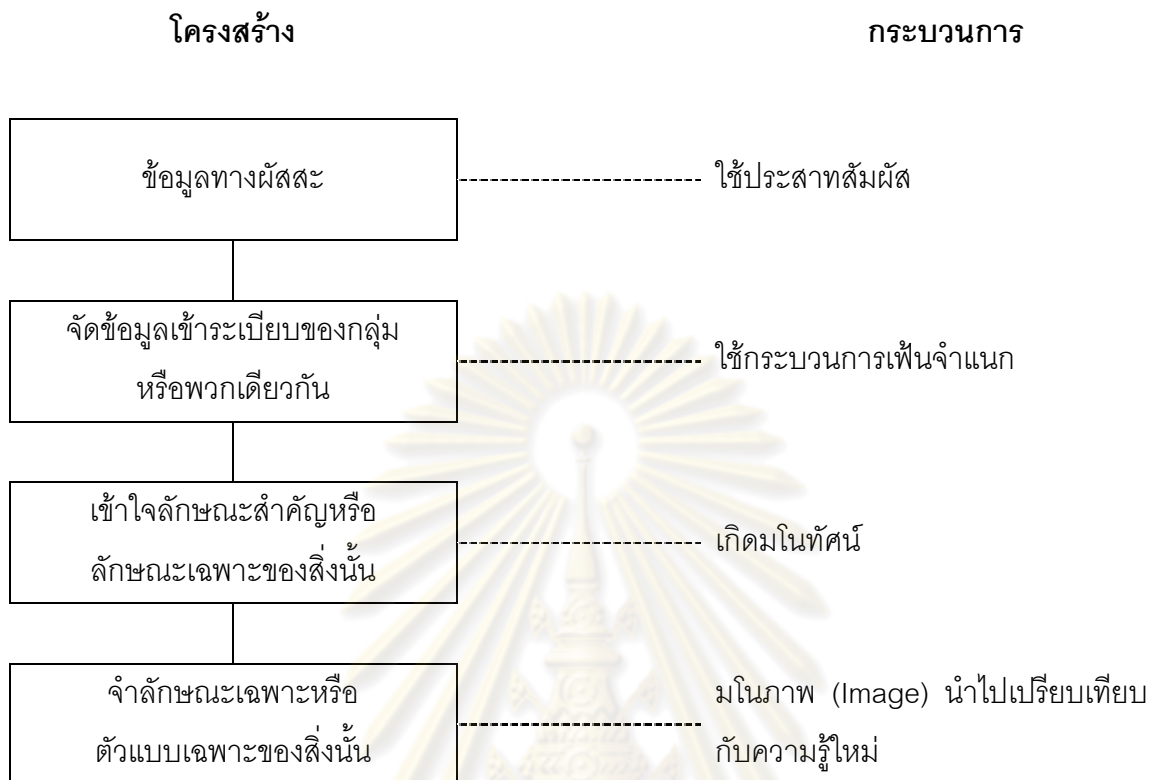 โครงสร้าง กระบวนการ
ข้อมูลทางผัสสะ ใช้ประสาทสัมผัส
จัดข้อมูลเข้าระเบียบของกลุ่ม
หรือพวกเดียวกัน
ใช้กระบวนการเฟ้นจำแนก
เข้าใจลักษณะสำคัญหรือ
ลักษณะเฉพาะของสิ่งนั้น
เกิดมโนทัศน์
จำลักษณะเฉพาะหรือ
ตัวแบบเฉพาะของสิ่งนั้น
มโนภาพ (Image) นำไปเปรียบเทียบ
กับความรู้ใหม่